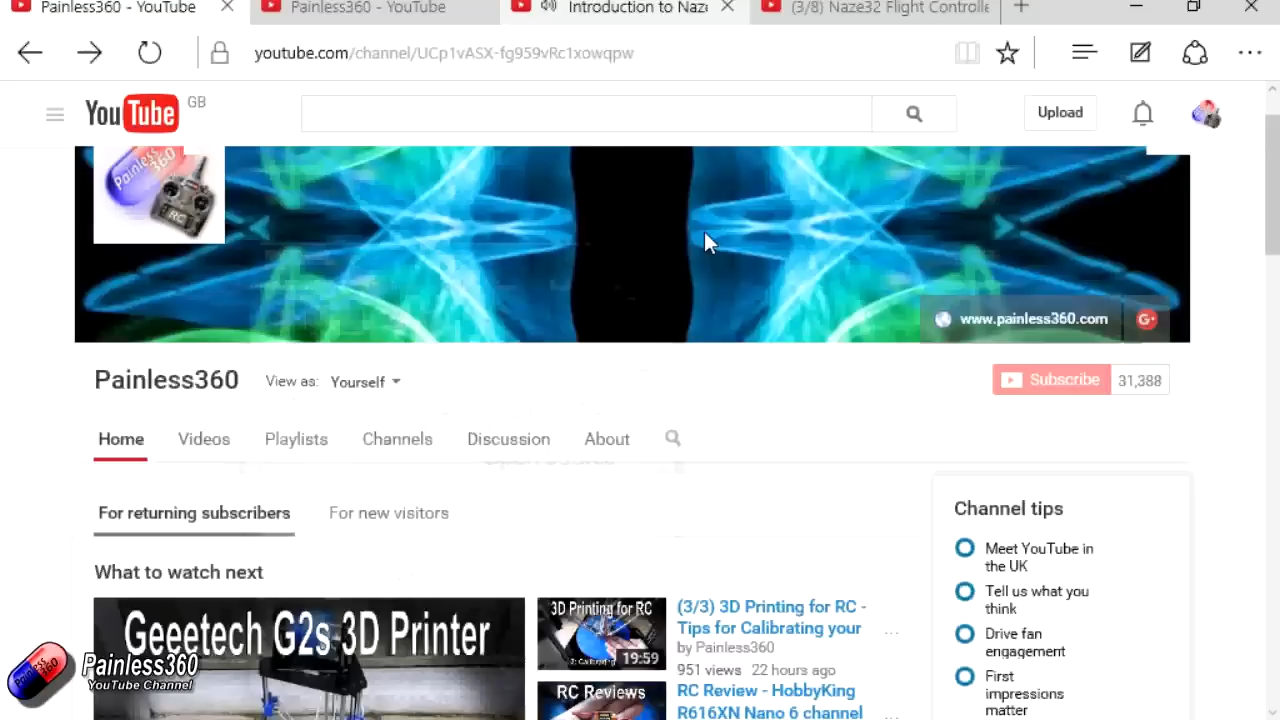 Painless360 - YouTube
Painless360 - YouTube
Introduction to Naze
(3/8) Naze32 Flight Controlle
youtube.com/channel/UCp1vASX-fg959vRc1xowqpw
YouTube GB
Upload
Painless360
RC
www.painless360.com
G+
Painless360
View as: Yourself
Subscribe 31,388
Home Videos Playlists Channels Discussion About
For returning subscribers For new visitors
Channel tips
Meet YouTube in
the UK
Tell us what you
think
Drive fan
engagement
First
impressions
matter
What to watch next
Geeetech G2s 3D Printer
3D Printing for RC
19:59
(3/3) 3D Printing for RC -
Tips for Calibrating your
by Painless360
951 views 22 hours ago
RC Reviews
RC Review - HobbyKing
R616XN Nano 6 channel
Painless360
YouTube Channel